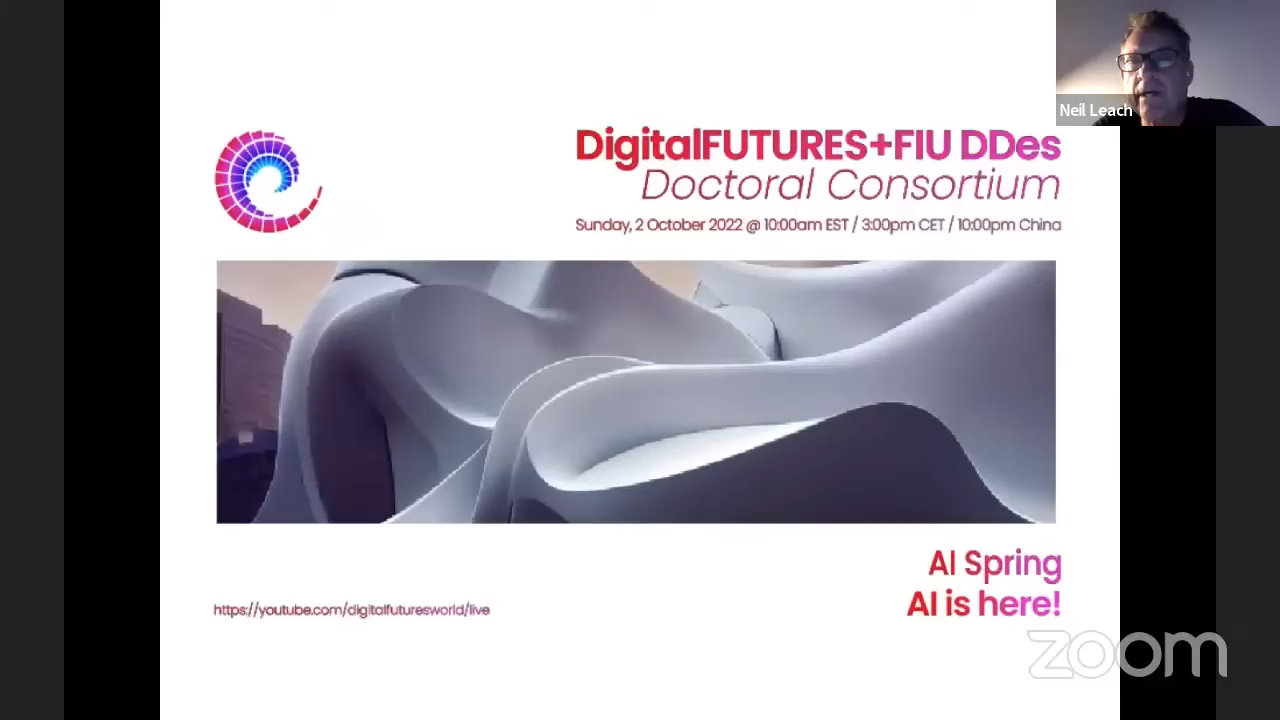 Neil Leach
DigitalFUTURES+FIU DDes
Doctoral Consortium
Sunday, 2 October 2022 @ 10:00am EST / 3:00pm CET / 10:00pm China
AI Spring
AI is here!
https://youtube.com/digitalfuturesworld/live
zoom